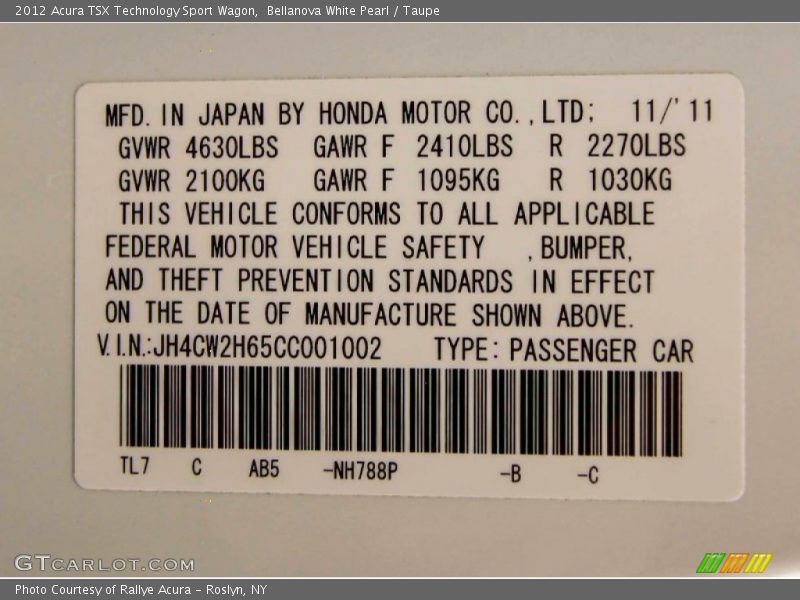 2012 Acura TSX Technology Sport Wagon, Bellanova White Pearl / Taupe
MFD. IN JAPAN BY HONDA MOTOR CO., LTD; 11/'11
GVWR 4630LBS GAWR F 2410LBS R 2270LBS
GVWR 2100KG GAWR F 1095KG R 1030KG
THIS VEHICLE CONFORMS TO ALL APPLICABLE
FEDERAL MOTOR VEHICLE SAFETY , BUMPER,
AND THEFT PREVENTION STANDARDS IN EFFECT
ON THE DATE OF MANUFACTURE SHOWN ABOVE.
V.I.N.:JH4CW2H65CC001002 TYPE: PASSENGER CAR
TL7 C AB5 -NH788P -B -C
GTCARLOT.COM
Photo Courtesy of Rallye Acura - Roslyn, NY